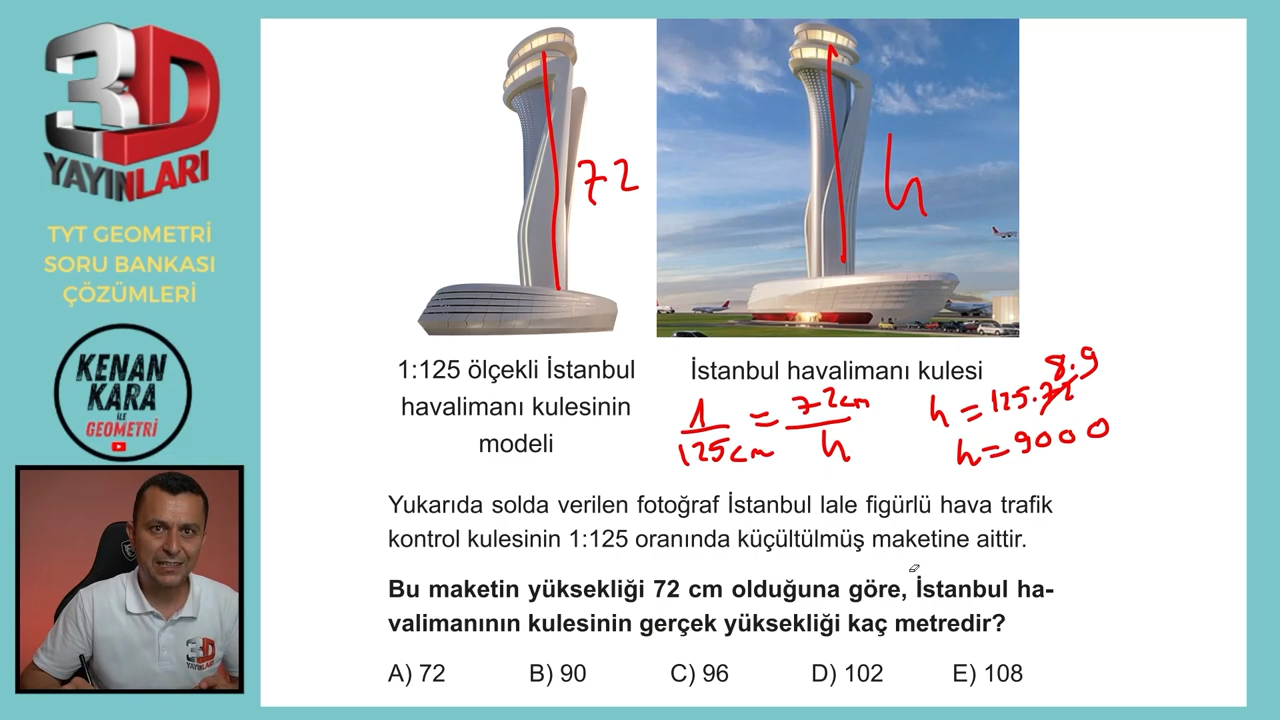 3D
YAYINLARI
TYT GEOMETRİ
SORU BANKASI
ÇÖZÜMLERİ
KENAN
KARA
İLE
GEOMETRİ
3D
YAYINLARI
72
h
1:125 ölçekli İstanbul
havalimanı kulesinin
modeli
İstanbul havalimanı kulesi
1/125cm = 72cm/h
h = 125.72 8.9
h = 9000
Yukarıda solda verilen fotoğraf İstanbul lale figürlü hava trafik
kontrol kulesinin 1:125 oranında küçültülmüş maketine aittir.
Bu maketin yüksekliği 72 cm olduğuna göre, İstanbul ha-
valimanının kulesinin gerçek yüksekliği kaç metredir?
A) 72 B) 90 C) 96 D) 102 E) 108